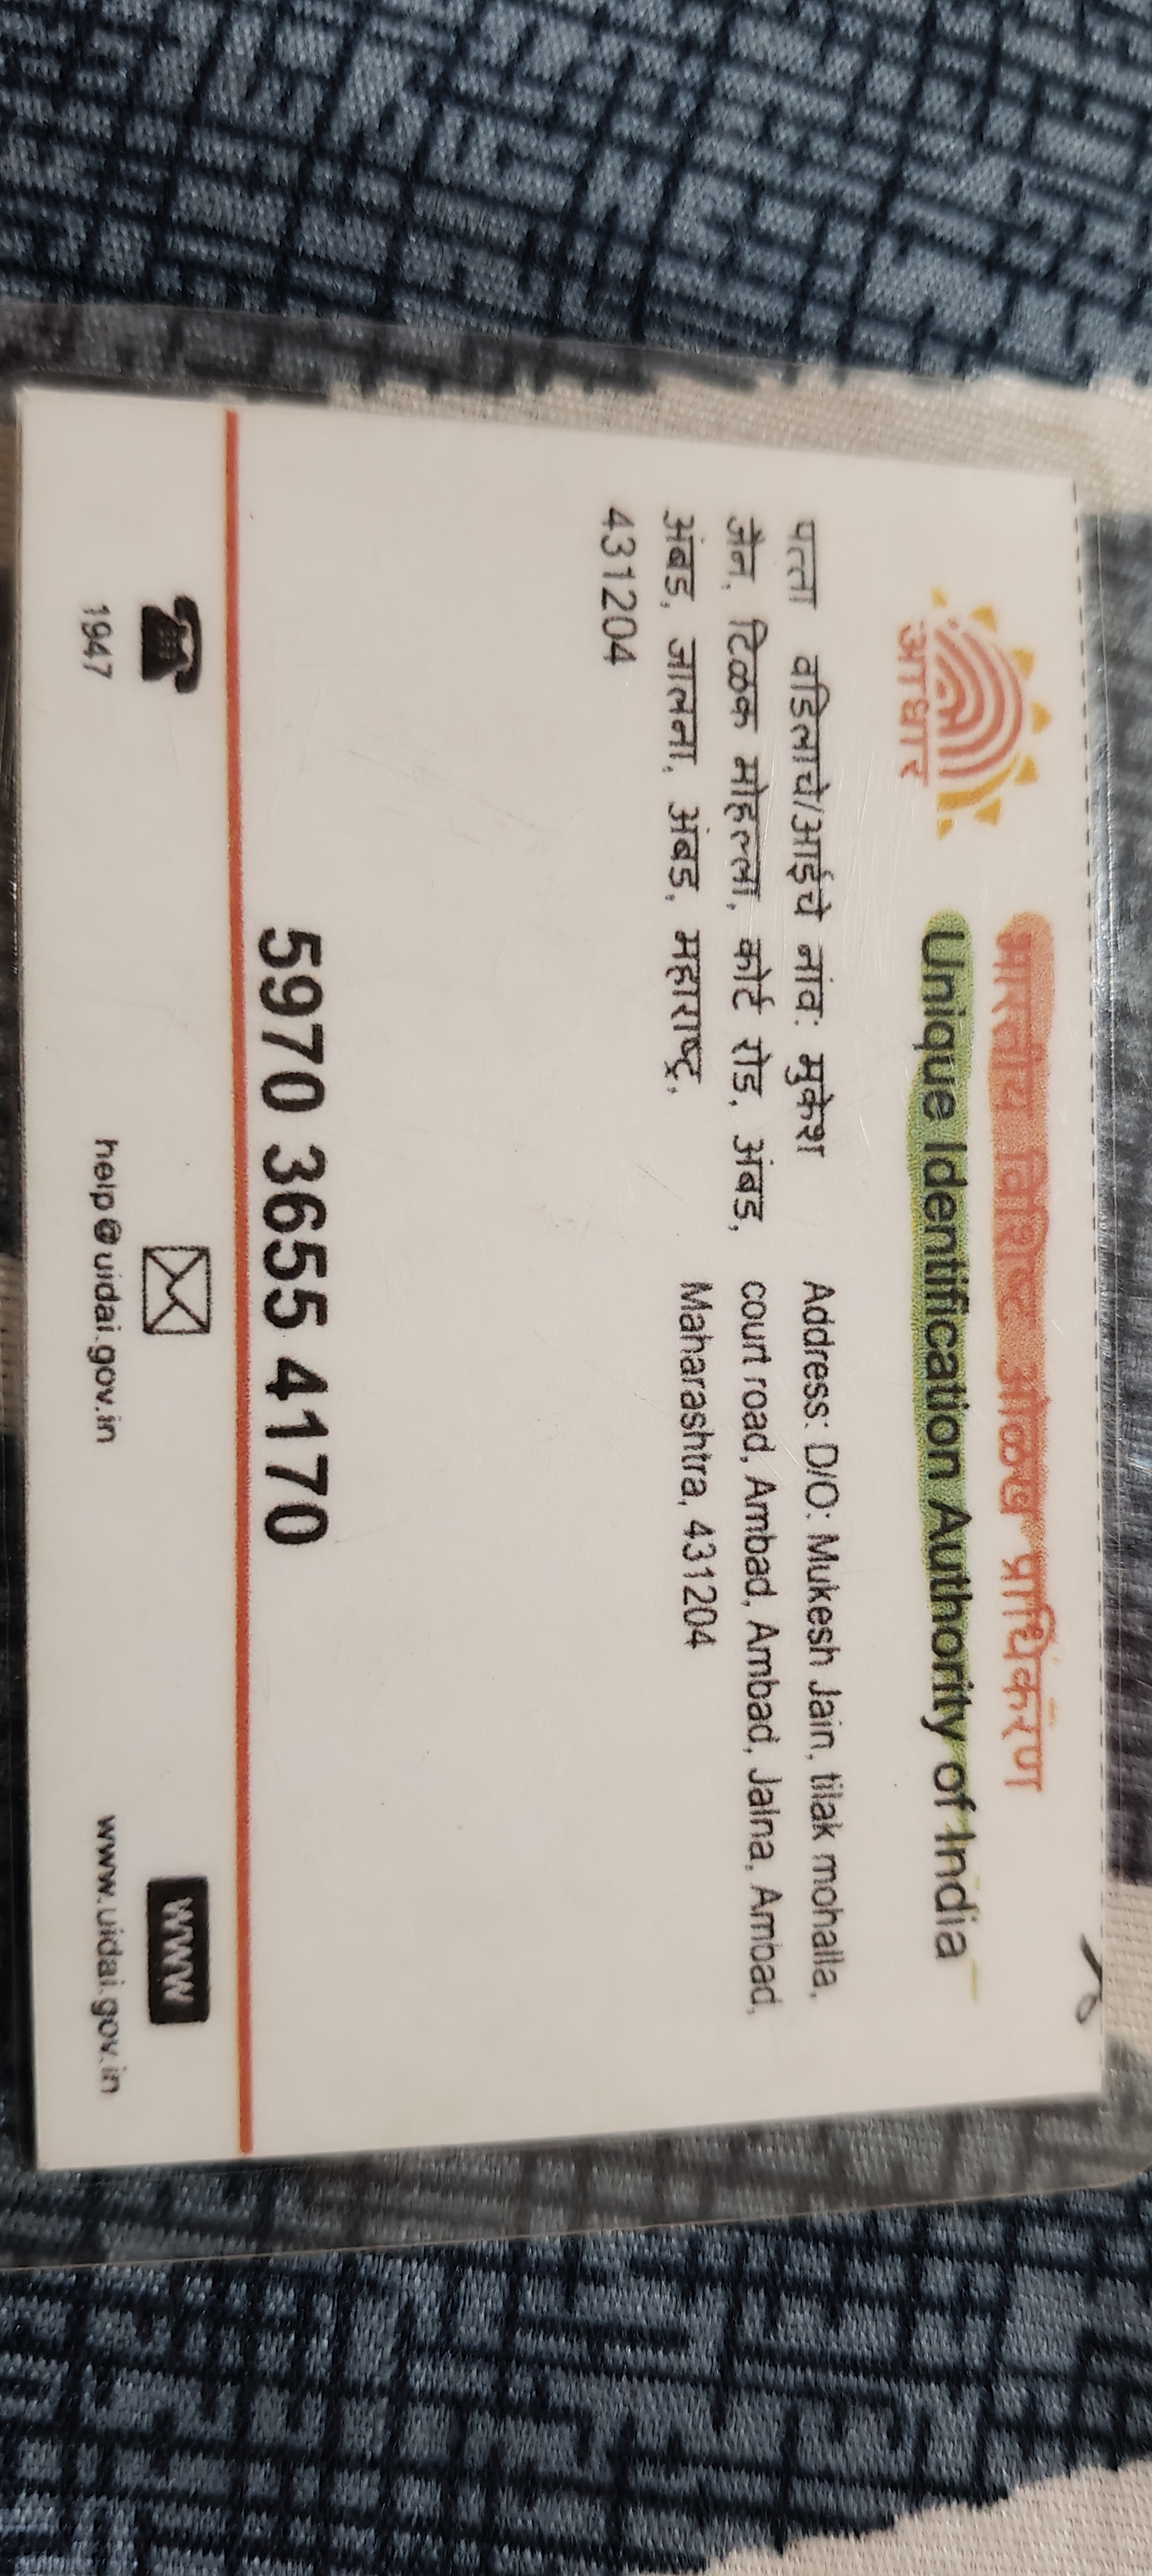 भारतीय विशिष्ट ओळख प्राधिकरण
Unique Identification Authority of India
आधार
पत्ता वडिलाचे/आईचे नांव: मुकेश
जैन, टिळक मोहल्ला, कोर्ट रोड, अंबड,
अंबड, जालना, अंबड, महाराष्ट्र,
431204
Address: D/O: Mukesh Jain, tilak mohalla,
court road, Ambad, Ambad, Jalna, Ambad,
Maharashtra, 431204
5970 3655 4170
1947
help@uidai.gov.in
WWW
www.uidai.gov.in